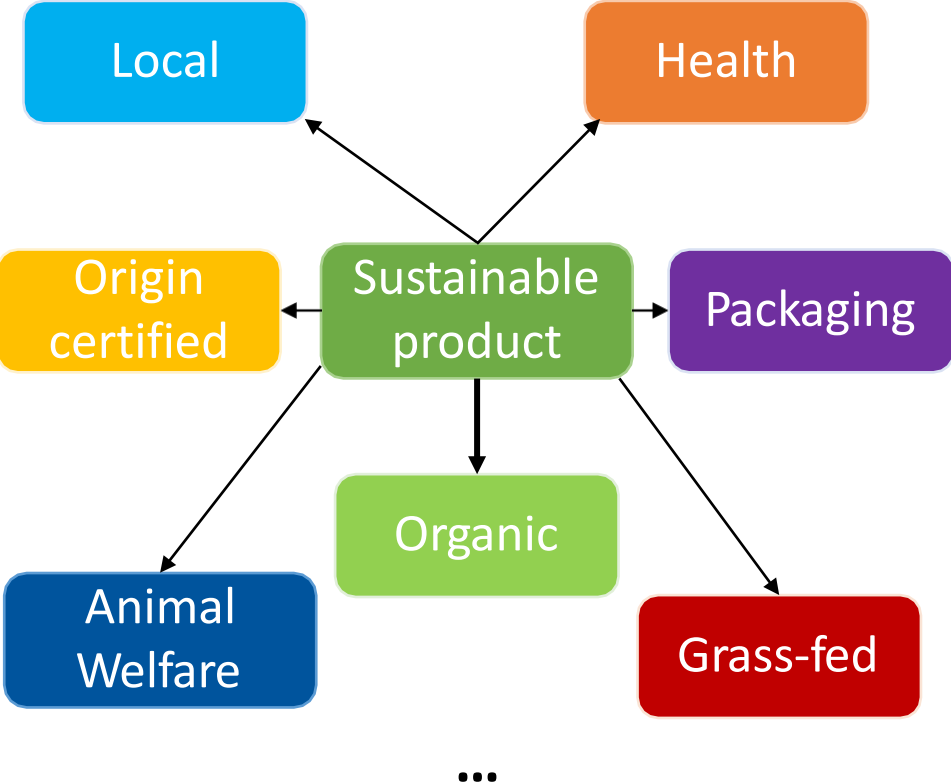 Local
Health
Origin
certified
Sustainable
product
Packaging
Organic
Animal
Welfare
Grass-fed
...